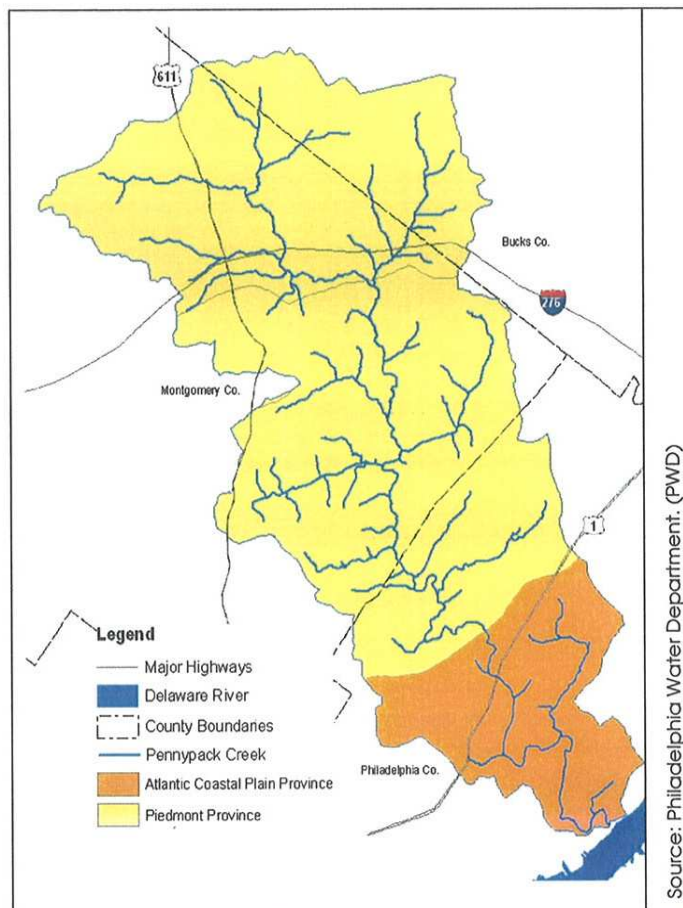 611
Bucks Co.
276
Montgomery Co.
1
Legend
Major Highways
Delaware River
County Boundaries
Pennypack Creek
Atlantic Coastal Plain Province
Piedmont Province
Philadelphia Co.
Source: Philadelphia Water Department. (PWD)